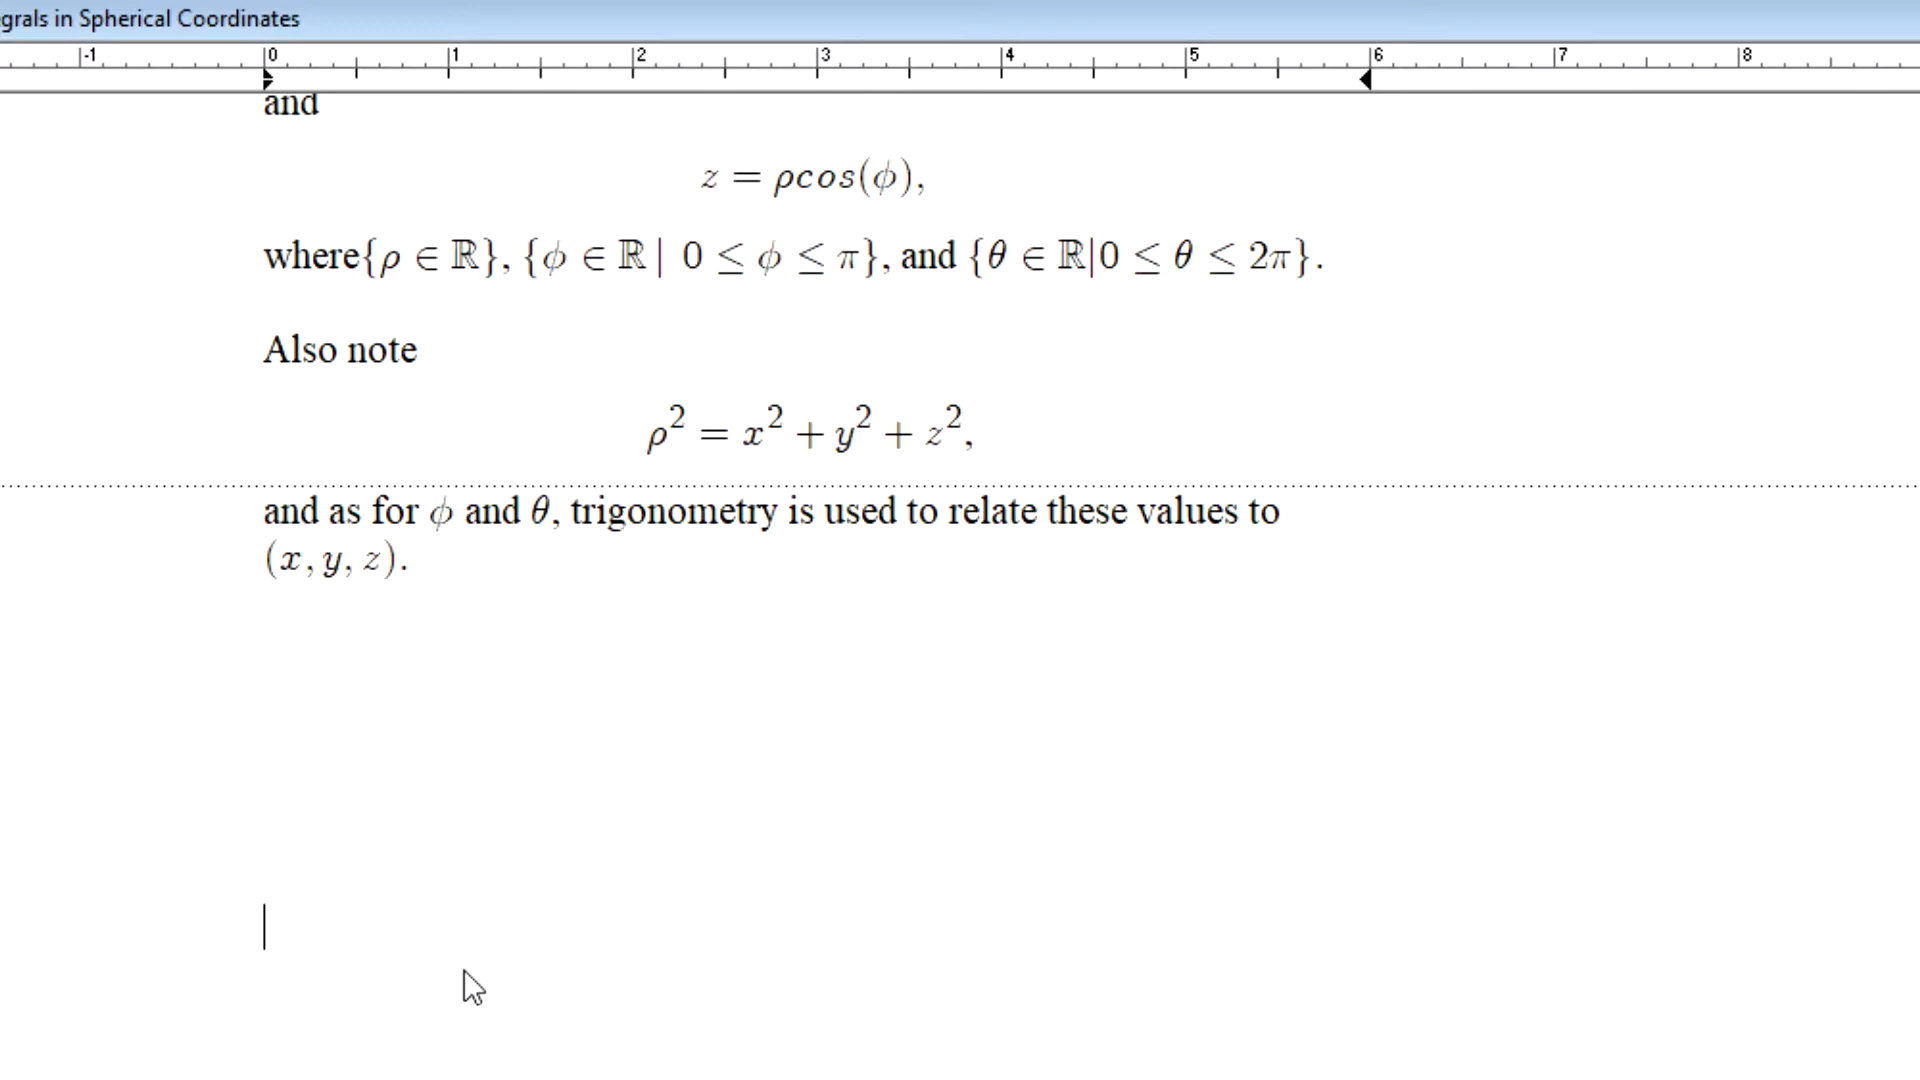 grals in Spherical Coordinates
-1 0 1 2 3 4 5 6 7 8
and
z = ρcos(ϕ),
where{ρ ∈ ℝ}, {ϕ ∈ ℝ | 0 ≤ ϕ ≤ π}, and {θ ∈ ℝ|0 ≤ θ ≤ 2π}.
Also note
ρ² = x² + y² + z²,
and as for ϕ and θ, trigonometry is used to relate these values to
(x, y, z).